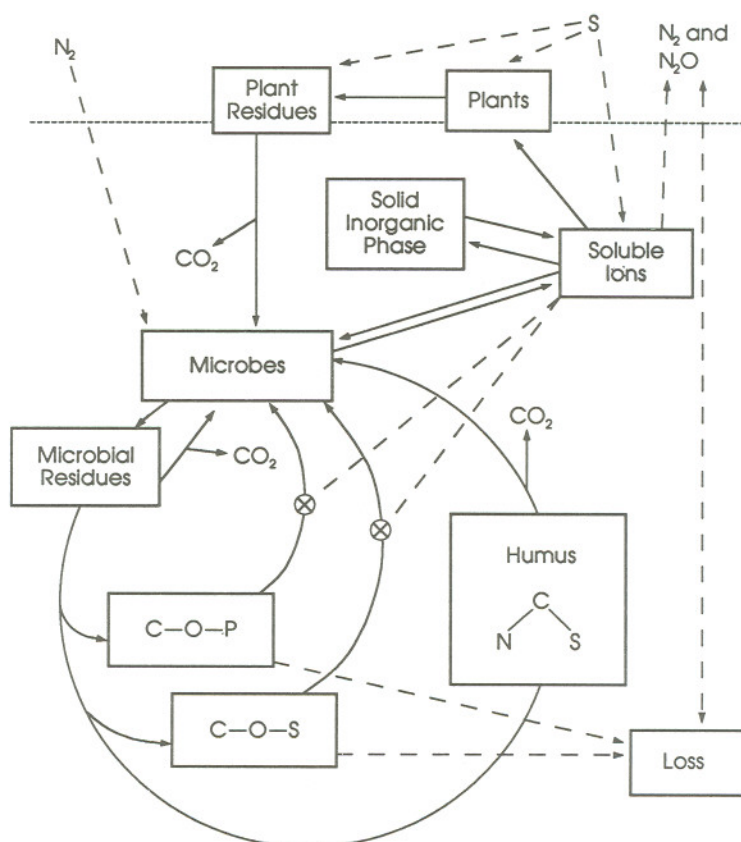 N₂
S
N₂ and
N₂O
Plant
Residues
Plants
Solid
Inorganic
Phase
Soluble
Ions
CO₂
Microbes
CO₂
Microbial
Residues
CO₂
Humus
C
N S
C–O–P
C–O–S
Loss